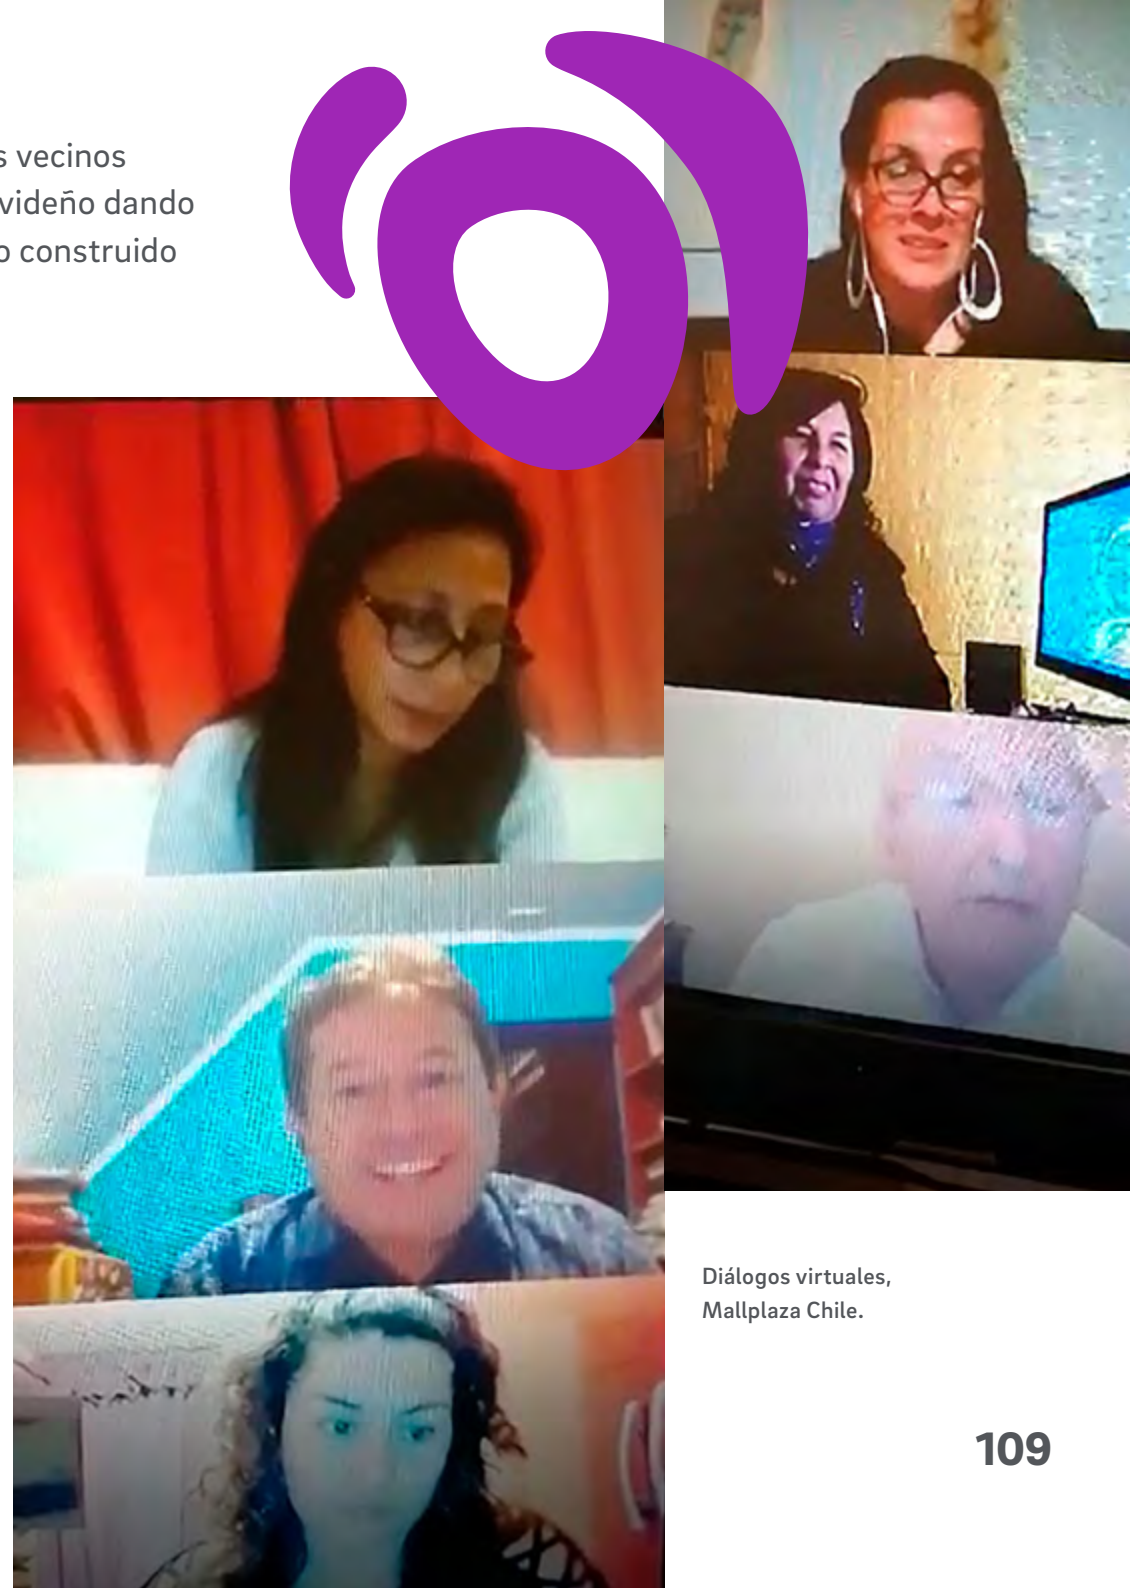 s vecinos
videño dando
o construido
Diálogos virtuales,
Mallplaza Chile.
109